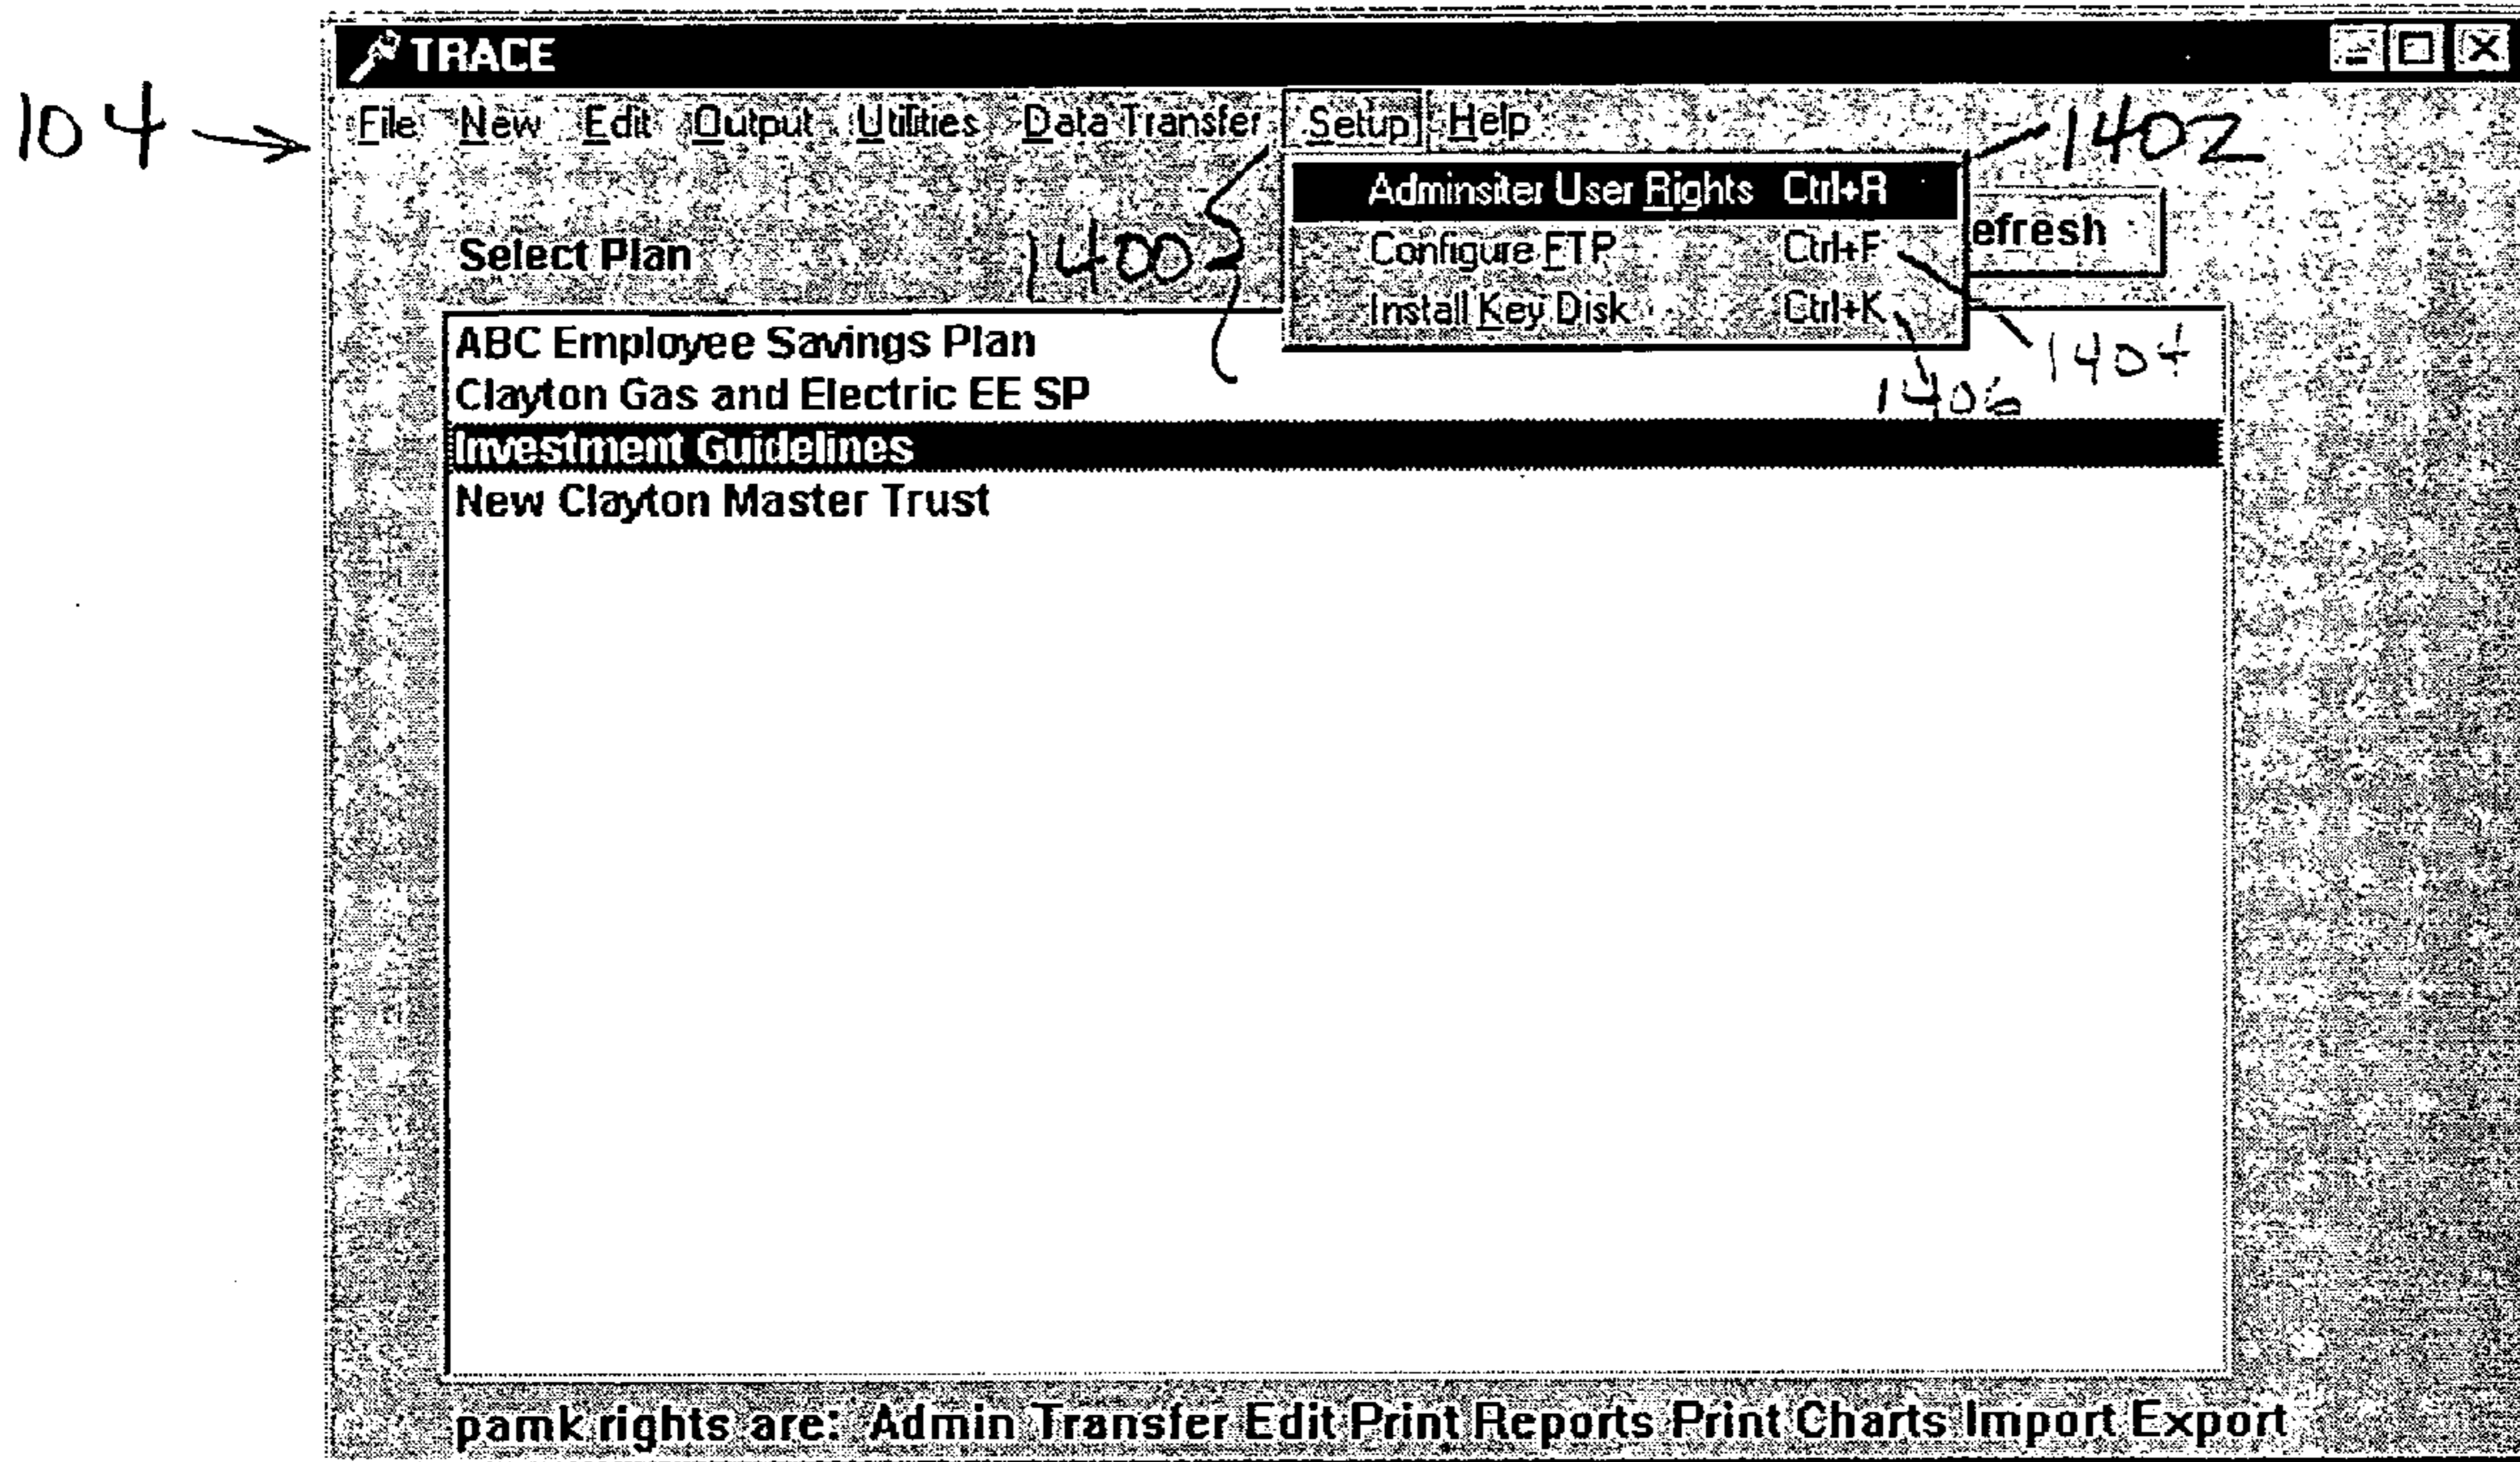 TRACE
104
File New Edit Output Utilities Data Transfer Setup Help
1402
Adminsiter User Rights Ctrl+R
Select Plan
1400
Configure FTP Ctrl+F
efresh
Install Key Disk Ctrl+K
1404
1406
ABC Employee Savings Plan
Clayton Gas and Electric EE SP
Investment Guidelines
New Clayton Master Trust
pamk rights are: Admin Transfer Edit Print Reports Print Charts Import Export